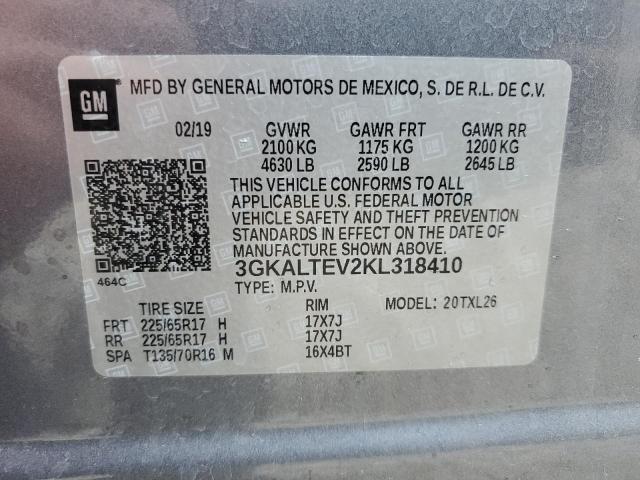 GM MFD BY GENERAL MOTORS DE MEXICO, S. DE R.L. DE C.V.
02/19 GVWR GAWR FRT GAWR RR
2100 KG 1175 KG 1200 KG
4630 LB 2590 LB 2645 LB
THIS VEHICLE CONFORMS TO ALL
APPLICABLE U.S. FEDERAL MOTOR
VEHICLE SAFETY AND THEFT PREVENTION
STANDARDS IN EFFECT ON THE DATE OF
MANUFACTURE SHOWN ABOVE.
464C 3GKALTEV2KL318410
TYPE: M.P.V.
TIRE SIZE RIM MODEL: 20TXL26
FRT 225/65R17 H 17X7J
RR 225/65R17 H 17X7J
SPA T135/70R16 M 16X4BT